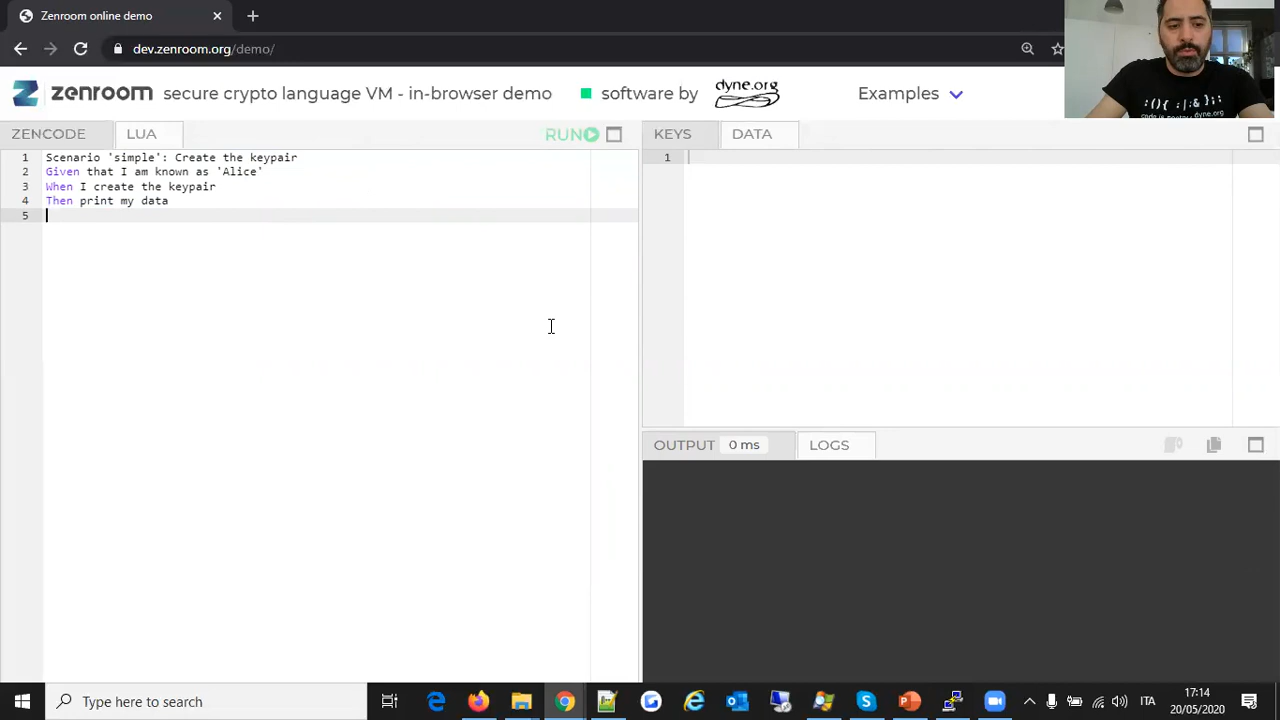 Zenroom online demo
dev.zenroom.org/demo/
zenroom secure crypto language VM - in-browser demo software by dyne.org Examples
:(){ :|:& };:
ZENCODE LUA RUN KEYS DATA
1 Scenario 'simple': Create the keypair 1
2 Given that I am known as 'Alice'
3 When I create the keypair
4 Then print my data
5
OUTPUT 0 ms LOGS
Type here to search
ITA
17:14
20/05/2020